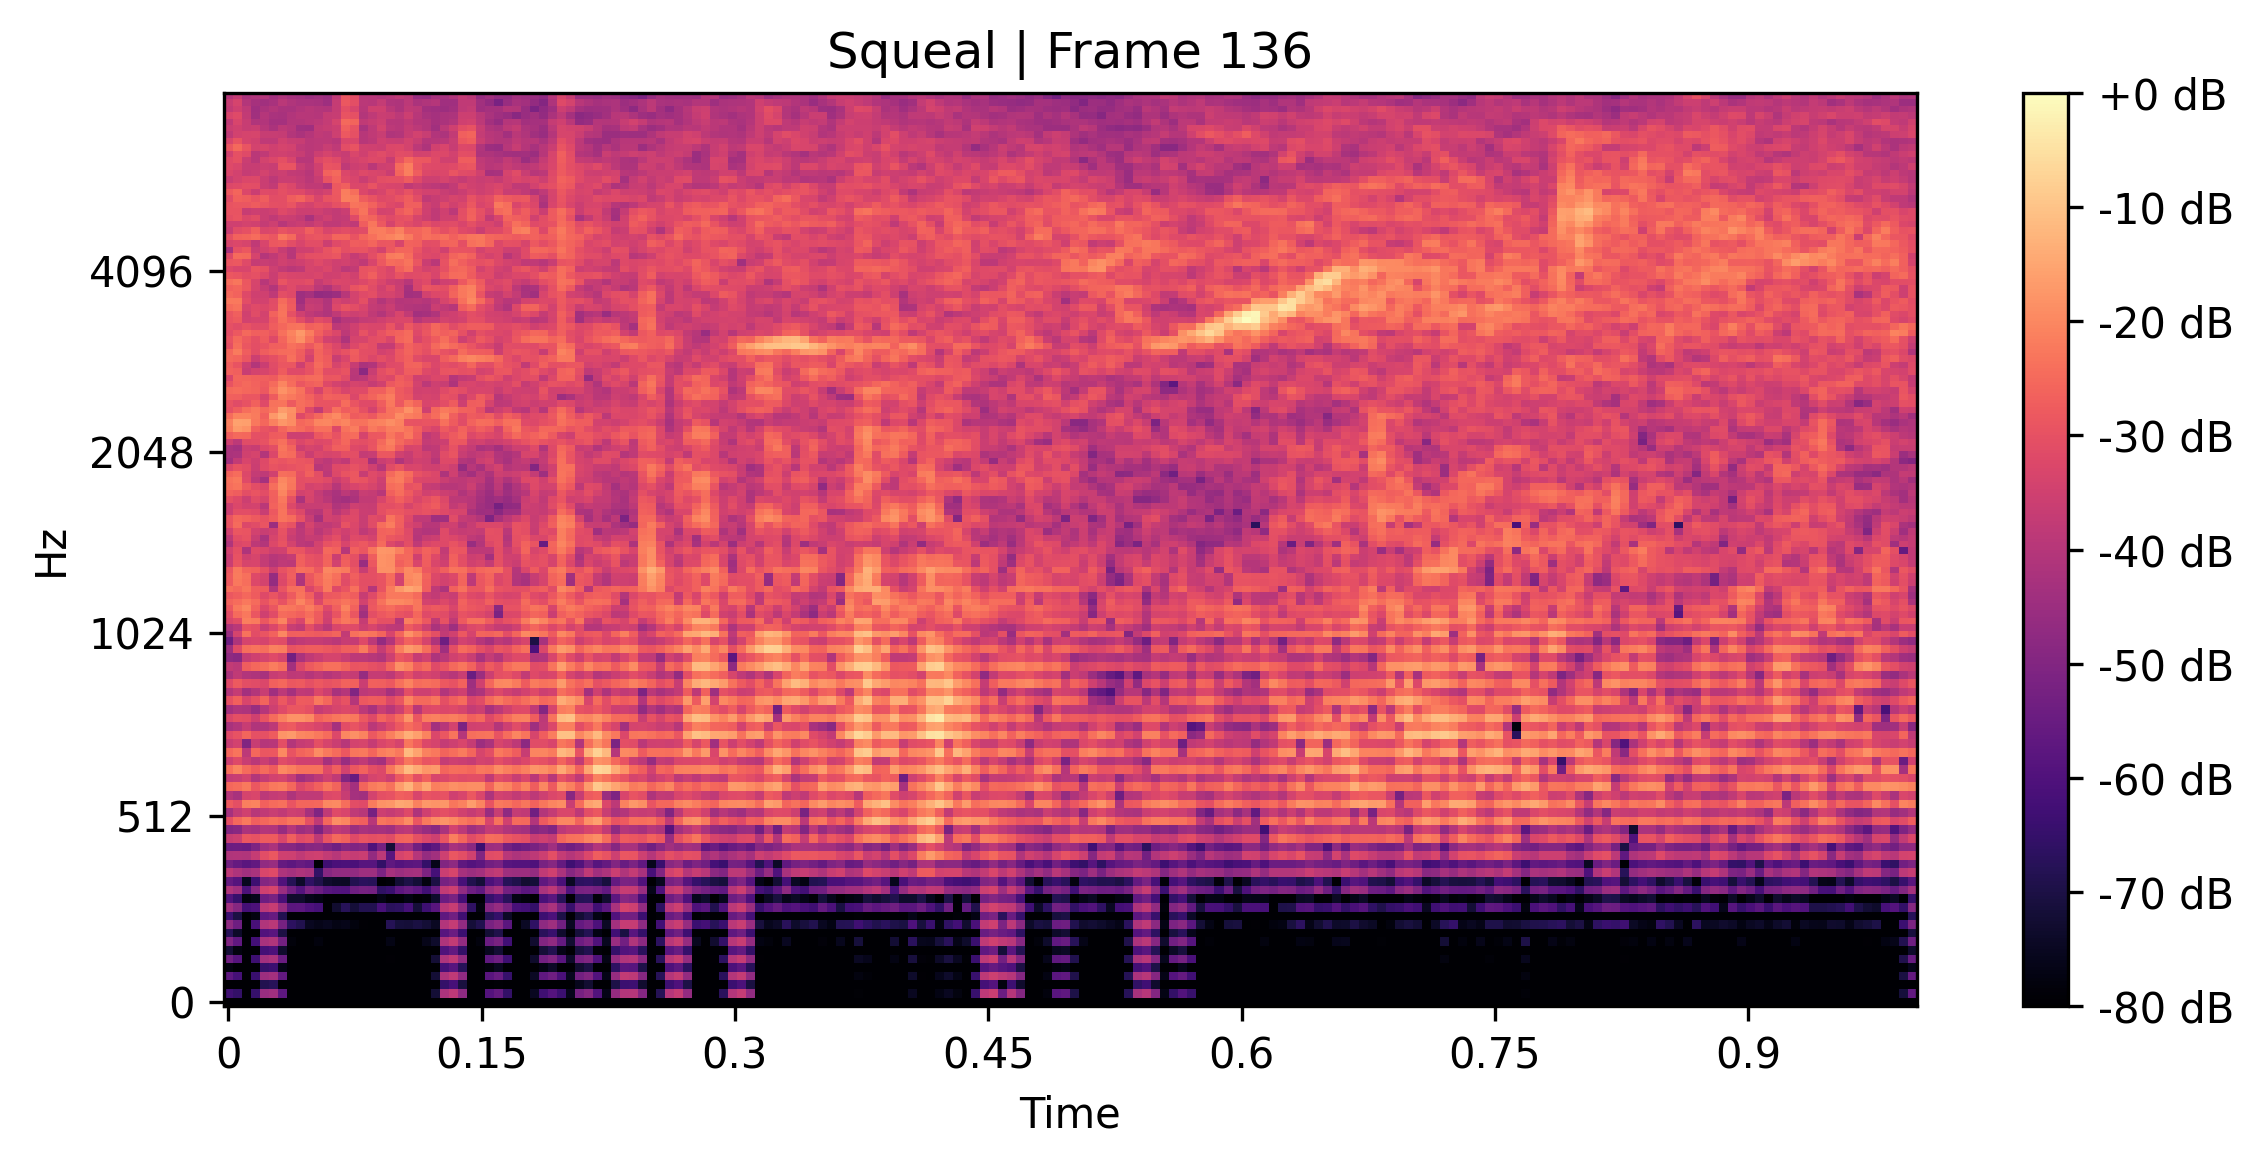 Squeal | Frame 136
+0 dB
-10 dB
-20 dB
-30 dB
-40 dB
-50 dB
-60 dB
-70 dB
-80 dB
Hz
4096
2048
1024
512
0
0 0.15 0.3 0.45 0.6 0.75 0.9
Time